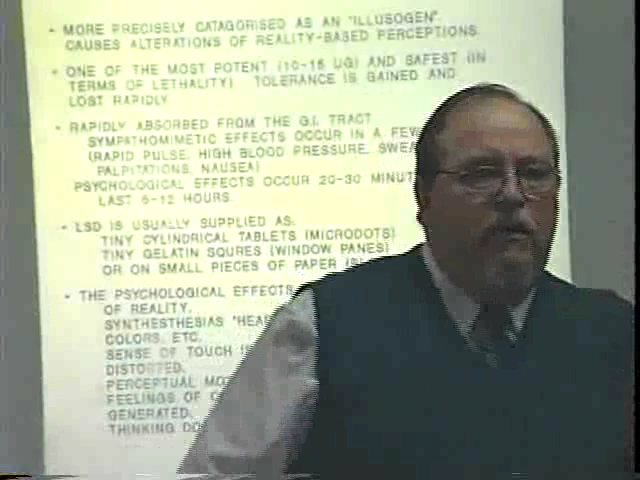 • MORE PRECISELY CATAGORISED AS AN "ILLUSOGEN".
CAUSES ALTERATIONS OF REALITY-BASED PERCEPTIONS.
• ONE OF THE MOST POTENT (10-15 UG) AND SAFEST (IN
TERMS OF LETHALITY) TOLERANCE IS GAINED AND
LOST RAPIDLY.
• RAPIDLY ABSORBED FROM THE G.I. TRACT
SYMPATHOMIMETIC EFFECTS OCCUR IN A FEW
(RAPID PULSE, HIGH BLOOD PRESSURE, SWEA
PALPITATIONS, NAUSEA)
PSYCHOLOGICAL EFFECTS OCCUR 20-30 MINUT
LAST 6-12 HOURS.
• LSD IS USUALLY SUPPLIED AS:
TINY CYLINDRICAL TABLETS (MICRODOTS)
TINY GELATIN SQURES (WINDOW PANES)
OR ON SMALL PIECES OF PAPER
• THE PSYCHOLOGICAL EFFECTS
OF REALITY.
SYNTHESTHESIAS "HEA
COLORS, ETC.
SENSE OF TOUCH
DISTORTED.
PERCEPTUAL MO
FEELINGS OF
GENERATED.
THINKING DO